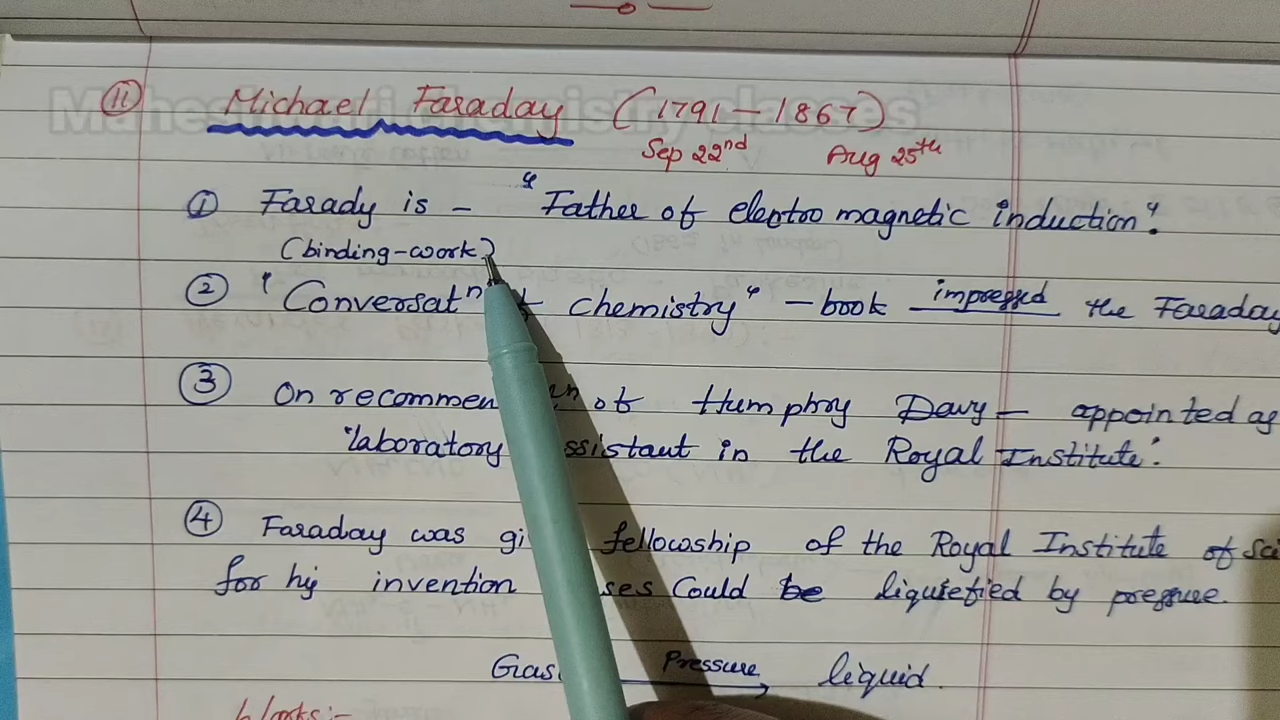 11 Michael Faraday (1791 - 1867)
Sep 22nd Aug 25th
1 Farady is - "Father of electro magnetic induction"
(binding-work)
2 "Conversatn Chemistry" - book impressed the Faraday
3 On recommen of Humphry Davy - appointed as
"laboratory ssistant in the Royal Institute".
4 Faraday was gi fellowship of the Royal Institute of Sci
for his invention ses Could be liquiefied by pressure.
Gas Pressure liquid.